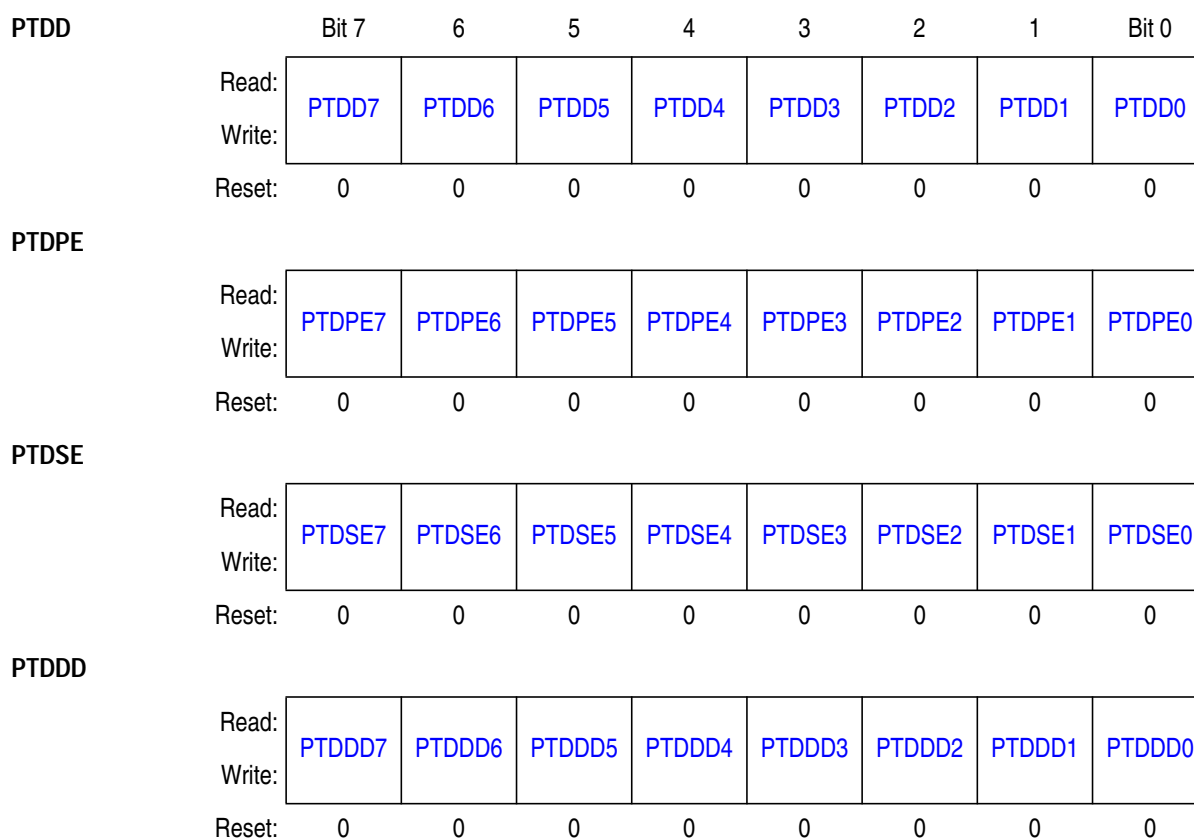 PTDD Bit 7 6 5 4 3 2 1 Bit 0
Read:
PTDD7 PTDD6 PTDD5 PTDD4 PTDD3 PTDD2 PTDD1 PTDD0
Write:
Reset: 0 0 0 0 0 0 0 0
PTDPE
Read:
PTDPE7 PTDPE6 PTDPE5 PTDPE4 PTDPE3 PTDPE2 PTDPE1 PTDPE0
Write:
Reset: 0 0 0 0 0 0 0 0
PTDSE
Read:
PTDSE7 PTDSE6 PTDSE5 PTDSE4 PTDSE3 PTDSE2 PTDSE1 PTDSE0
Write:
Reset: 0 0 0 0 0 0 0 0
PTDDD
Read:
PTDDD7 PTDDD6 PTDDD5 PTDDD4 PTDDD3 PTDDD2 PTDDD1 PTDDD0
Write:
Reset: 0 0 0 0 0 0 0 0